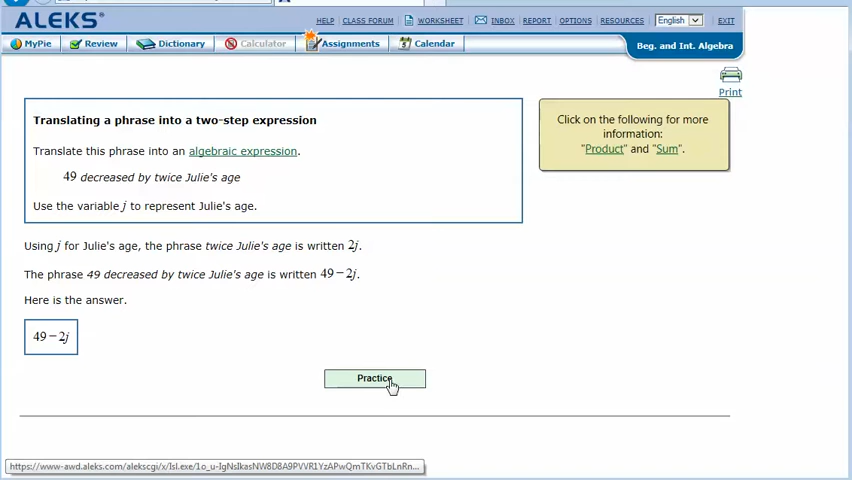 ALEKS®
HELP CLASS FORUM WORKSHEET INBOX REPORT OPTIONS RESOURCES English EXIT
MyPie Review Dictionary Calculator Assignments Calendar
Beg. and Int. Algebra
Print
Translating a phrase into a two-step expression
Translate this phrase into an algebraic expression.
49 decreased by twice Julie's age
Use the variable j to represent Julie's age.
Click on the following for more
information:
"Product" and "Sum".
Using j for Julie's age, the phrase twice Julie's age is written 2j.
The phrase 49 decreased by twice Julie's age is written 49−2j.
Here is the answer.
49−2j
Practice